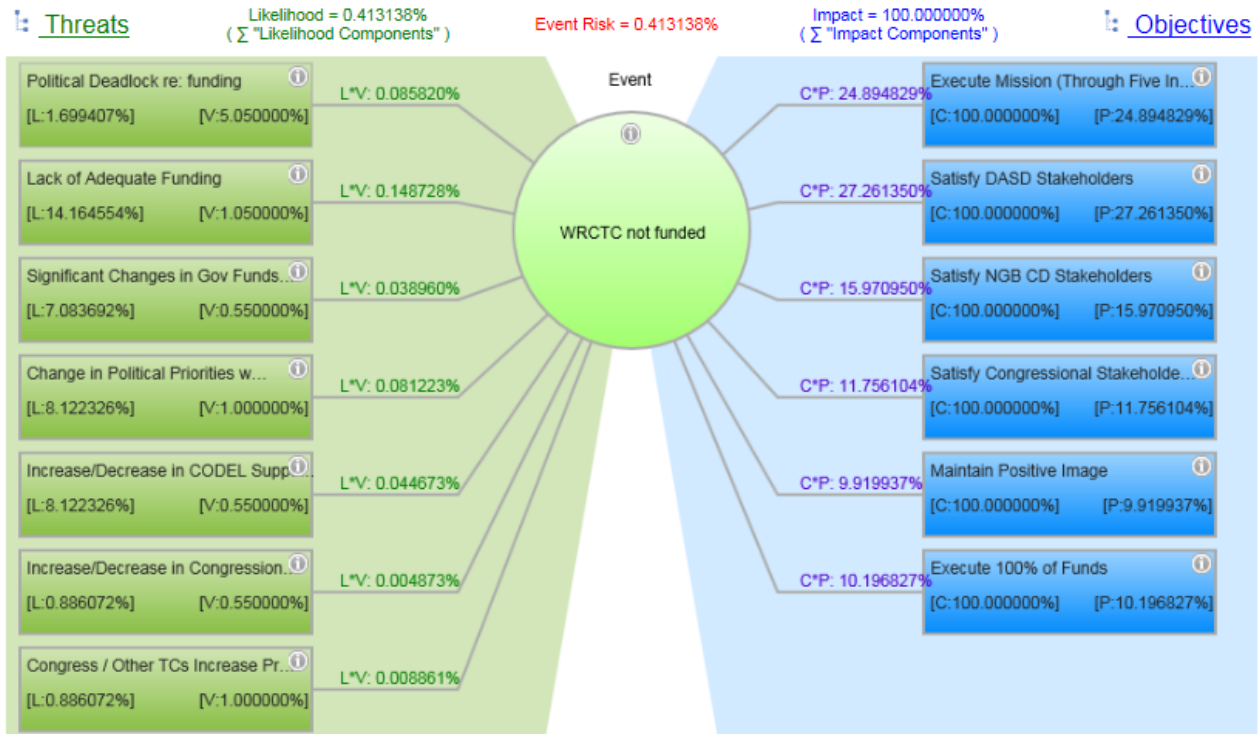 Threats
Likelihood = 0.413138%
( ∑ "Likelihood Components" )
Event Risk = 0.413138%
Impact = 100.000000%
( ∑ "Impact Components" )
Objectives
Political Deadlock re: funding
[L:1.699407%] [V:5.050000%]
L*V: 0.085820%
Lack of Adequate Funding
[L:14.164554%] [V:1.050000%]
L*V: 0.148728%
Significant Changes in Gov Funds...
[L:7.083692%] [V:0.550000%]
L*V: 0.038960%
Change in Political Priorities w...
[L:8.122326%] [V:1.000000%]
L*V: 0.081223%
Increase/Decrease in CODEL Supp...
[L:8.122326%] [V:0.550000%]
L*V: 0.044673%
Increase/Decrease in Congression...
[L:0.886072%] [V:0.550000%]
L*V: 0.004873%
Congress / Other TCs Increase Pr...
[L:0.886072%] [V:1.000000%]
L*V: 0.008861%
Event
WRCTC not funded
C*P: 24.894829%
Execute Mission (Through Five In...
[C:100.000000%] [P:24.894829%]
C*P: 27.261350%
Satisfy DASD Stakeholders
[C:100.000000%] [P:27.261350%]
C*P: 15.970950%
Satisfy NGB CD Stakeholders
[C:100.000000%] [P:15.970950%]
C*P: 11.756104%
Satisfy Congressional Stakeholde...
[C:100.000000%] [P:11.756104%]
C*P: 9.919937%
Maintain Positive Image
[C:100.000000%] [P:9.919937%]
C*P: 10.196827%
Execute 100% of Funds
[C:100.000000%] [P:10.196827%]